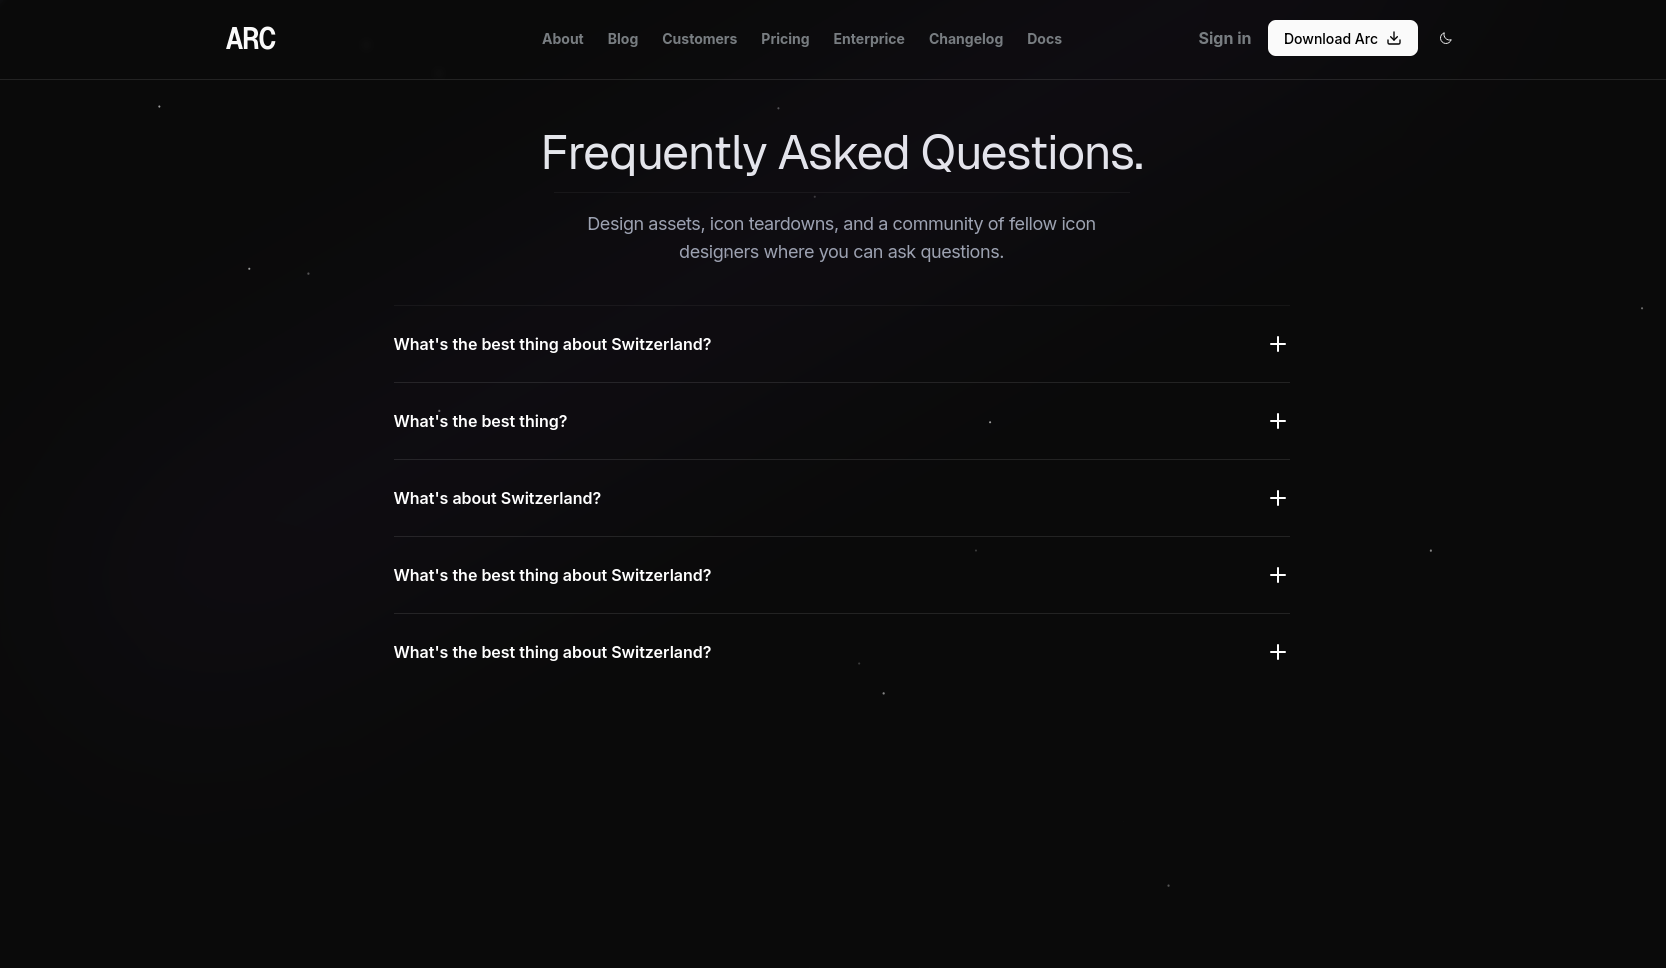 ARC
About Blog Customers Pricing Enterprice Changelog Docs
Sign in
Download Arc
Frequently Asked Questions.
Design assets, icon teardowns, and a community of fellow icon
designers where you can ask questions.
What's the best thing about Switzerland?
What's the best thing?
What's about Switzerland?
What's the best thing about Switzerland?
What's the best thing about Switzerland?